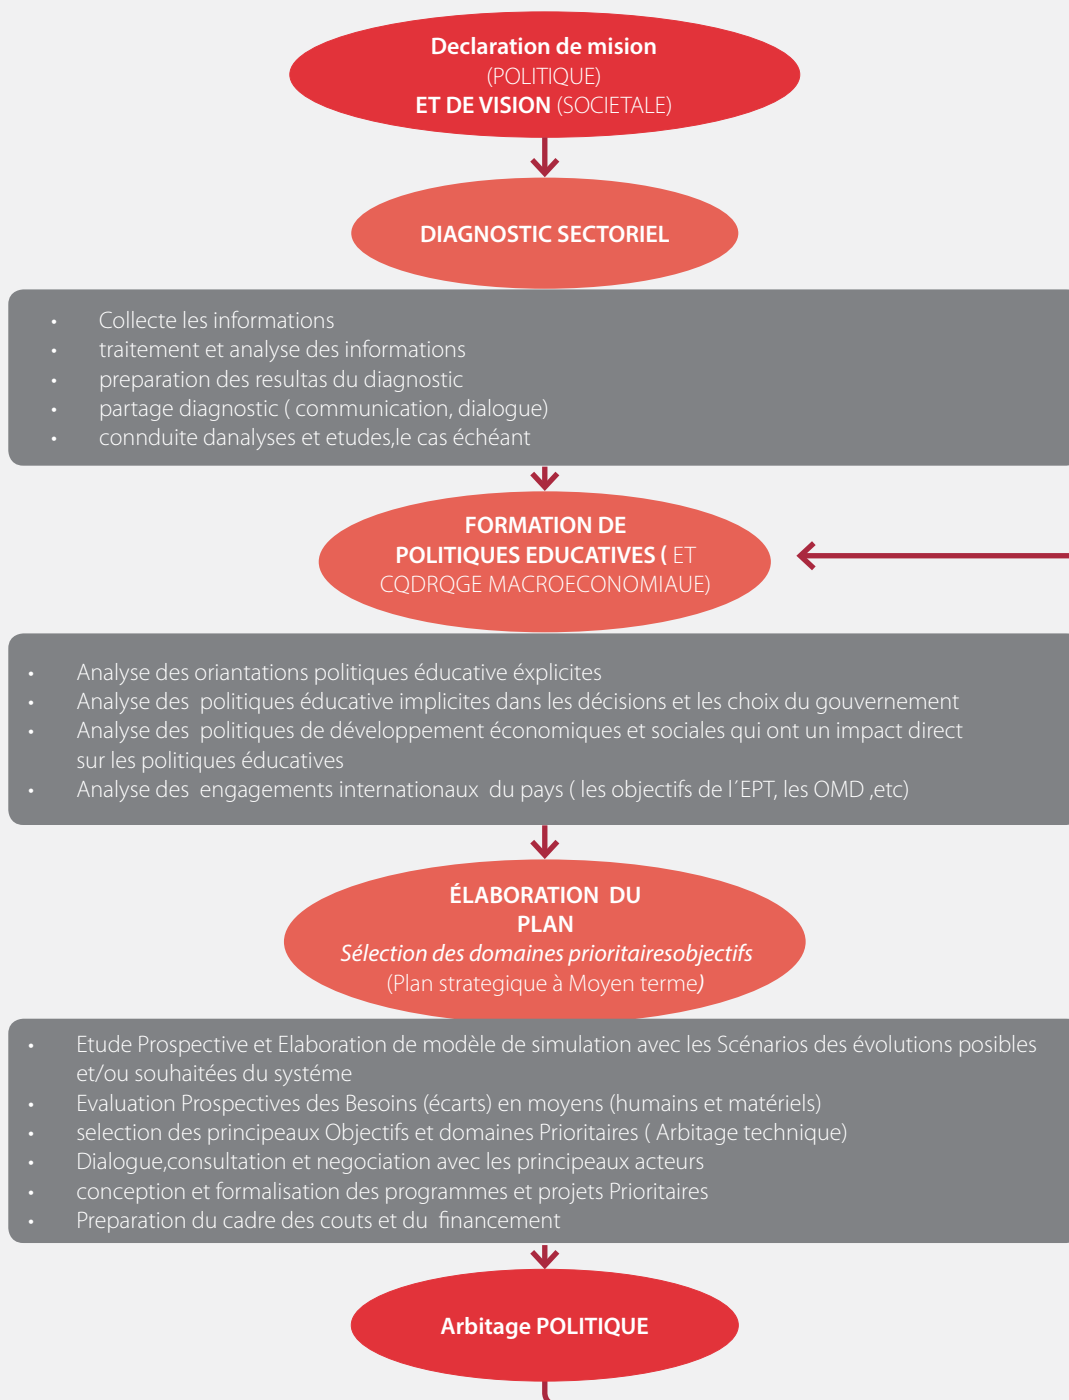 Declaration de mision
(POLITIQUE)
ET DE VISION (SOCIETALE)
DIAGNOSTIC SECTORIEL
• Collecte les informations
• traitement et analyse des informations
• preparation des resultas du diagnostic
• partage diagnostic ( communication, dialogue)
• connduite danalyses et etudes,le cas échéant
FORMATION DE
POLITIQUES EDUCATIVES ( ET
CQDRQGE MACROECONOMIAUE)
• Analyse des oriantations politiques éducative éxplicites
• Analyse des politiques éducative implicites dans les décisions et les choix du gouvernement
• Analyse des politiques de développement économiques et sociales qui ont un impact direct
sur les politiques éducatives
• Analyse des engagements internationaux du pays ( les objectifs de l´EPT, les OMD ,etc)
ÉLABORATION DU
PLAN
Sélection des domaines prioritairesobjectifs
(Plan strategique à Moyen terme)
• Etude Prospective et Elaboration de modèle de simulation avec les Scénarios des évolutions posibles
et/ou souhaitées du systéme
• Evaluation Prospectives des Besoins (écarts) en moyens (humains et matériels)
• selection des principeaux Objectifs et domaines Prioritaires ( Arbitage technique)
• Dialogue,consultation et negociation avec les principeaux acteurs
• conception et formalisation des programmes et projets Prioritaires
• Preparation du cadre des couts et du financement
Arbitage POLITIQUE